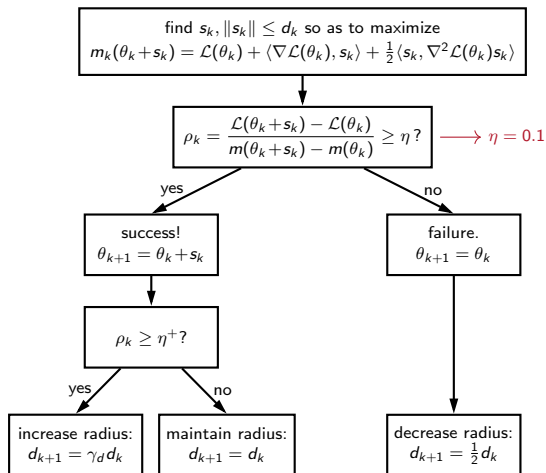 find s_k, ‖s_k‖ ≤ d_k so as to maximize
m_k(θ_k+s_k) = ℒ(θ_k) + ⟨∇ℒ(θ_k), s_k⟩ + ½⟨s_k, ∇²ℒ(θ_k)s_k⟩
ρ_k = (ℒ(θ_k+s_k) − ℒ(θ_k)) / (m(θ_k+s_k) − m(θ_k)) ≥ η ? ⟶ η = 0.1
yes
no
success!
θ_{k+1} = θ_k+s_k
failure.
θ_{k+1} = θ_k
ρ_k ≥ η⁺?
yes
no
increase radius:
d_{k+1} = γ_d d_k
maintain radius:
d_{k+1} = d_k
decrease radius:
d_{k+1} = ½d_k